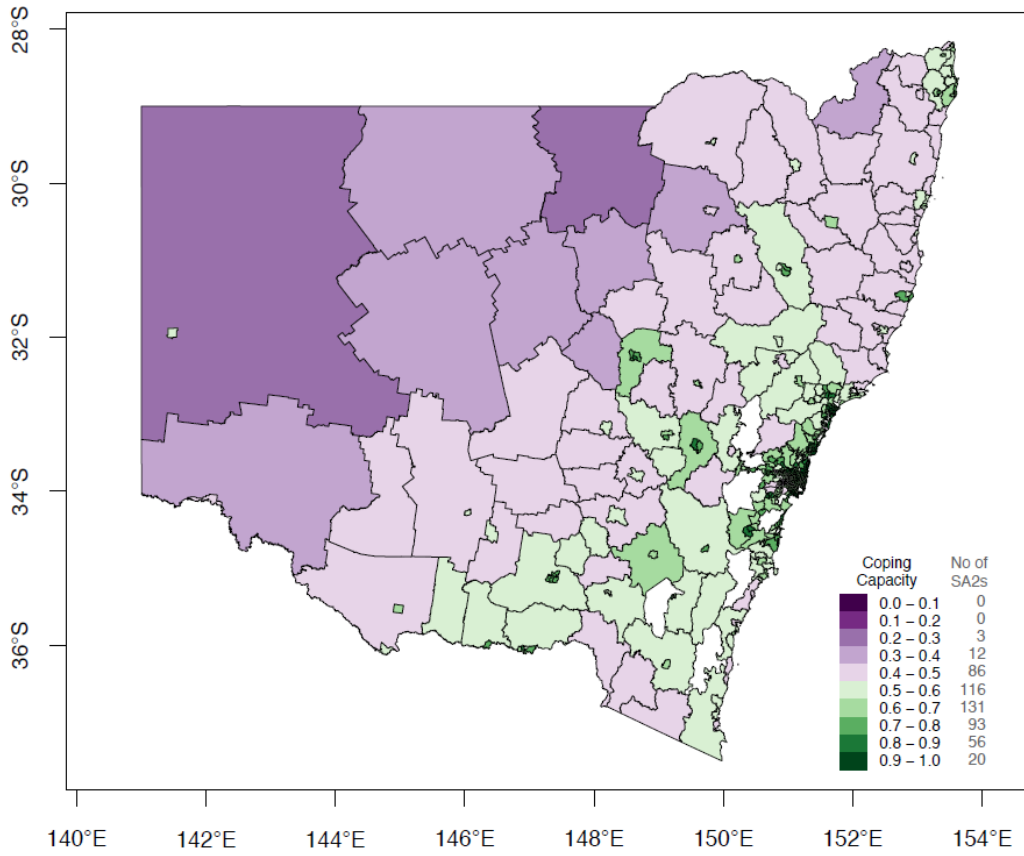 28°S
30°S
32°S
34°S
36°S
Coping Capacity
No of SA2s
0.0 – 0.1 0
0.1 – 0.2 0
0.2 – 0.3 3
0.3 – 0.4 12
0.4 – 0.5 86
0.5 – 0.6 116
0.6 – 0.7 131
0.7 – 0.8 93
0.8 – 0.9 56
0.9 – 1.0 20
140°E 142°E 144°E 146°E 148°E 150°E 152°E 154°E